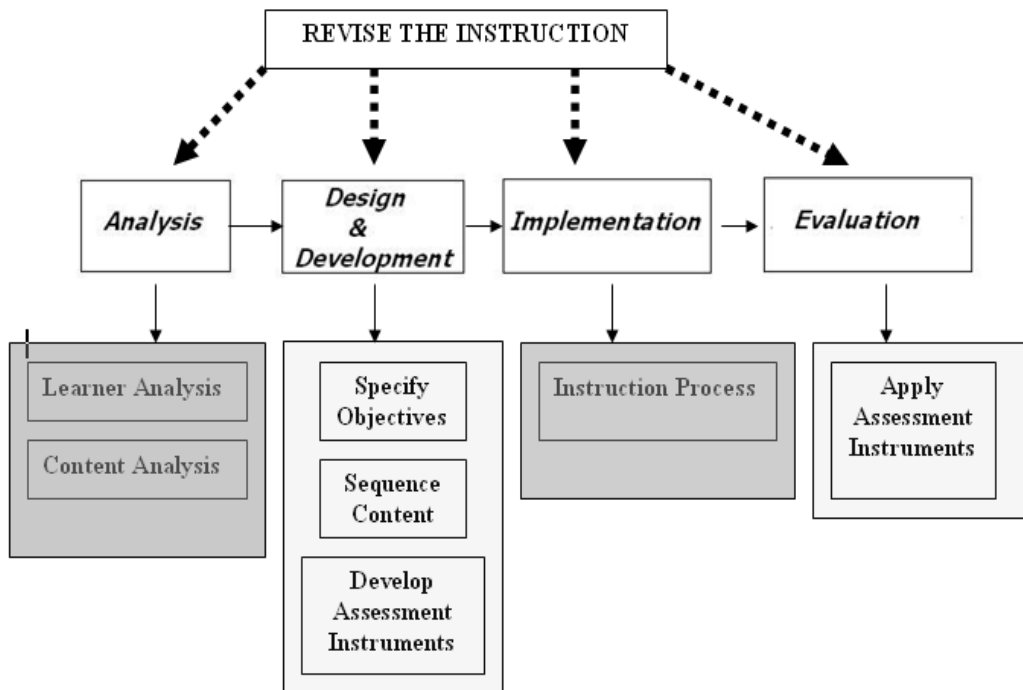 REVISE THE INSTRUCTION
Analysis
Design
&
Development
Implementation
Evaluation
Learner Analysis
Content Analysis
Specify
Objectives
Sequence
Content
Develop
Assessment
Instruments
Instruction Process
Apply
Assessment
Instruments